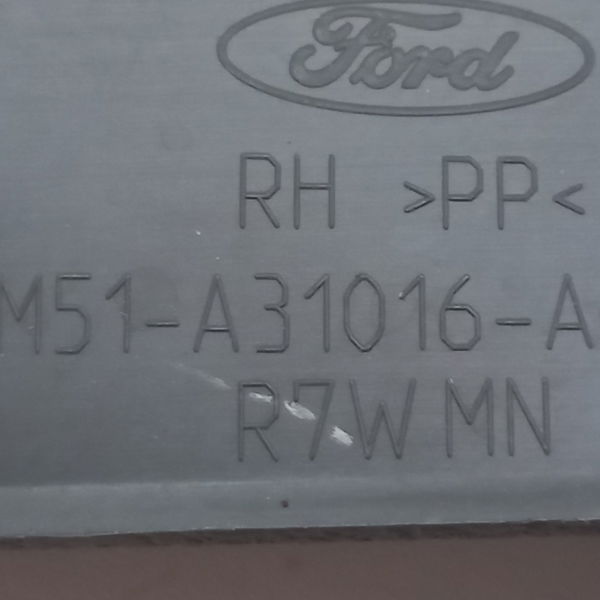 Ford
RH >PP<
M51-A31016-A
R7W MN